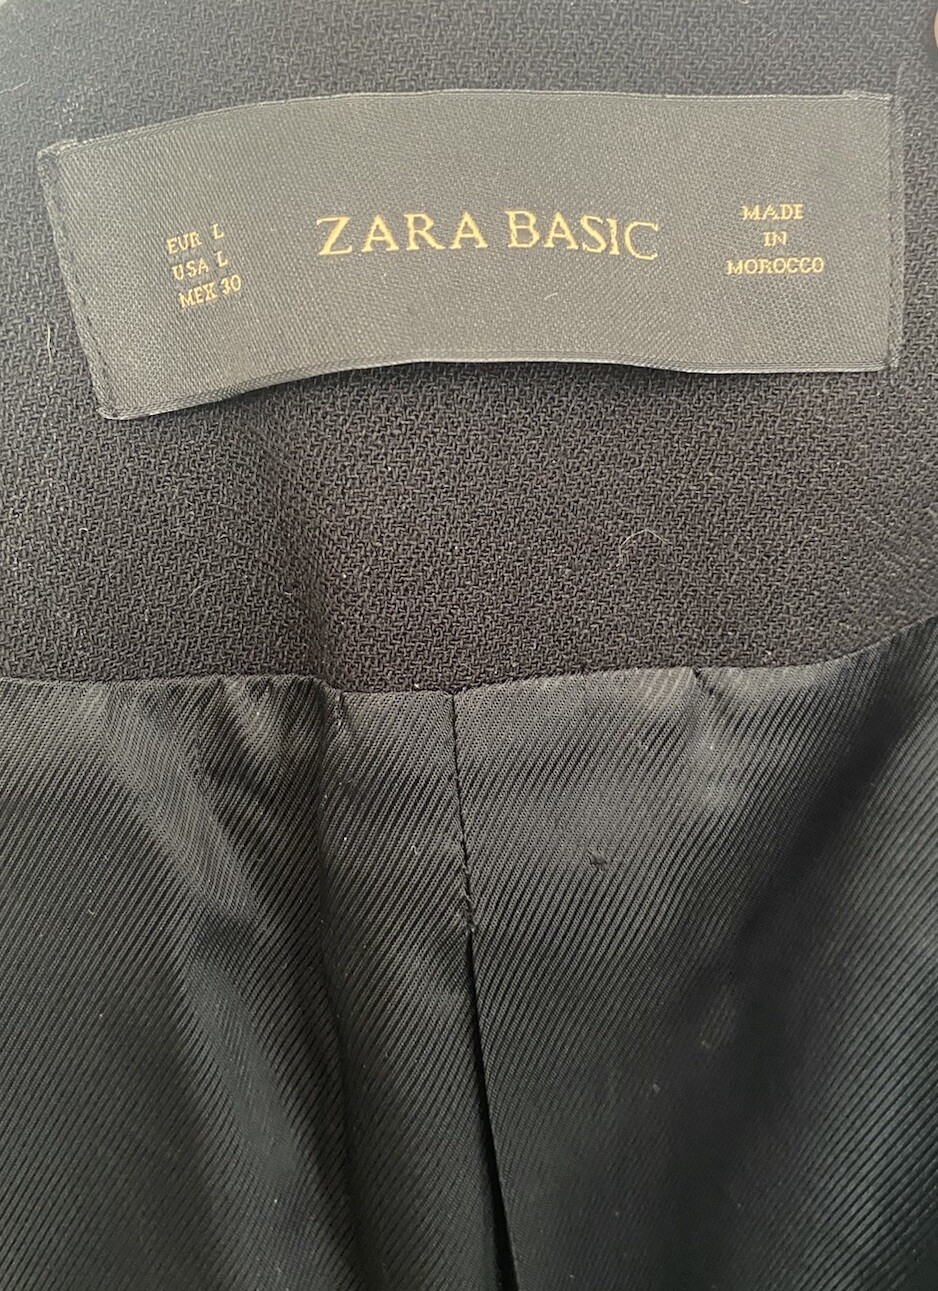 EUR L
USA L
MEX 30
ZARA BASIC
MADE
IN
MOROCCO